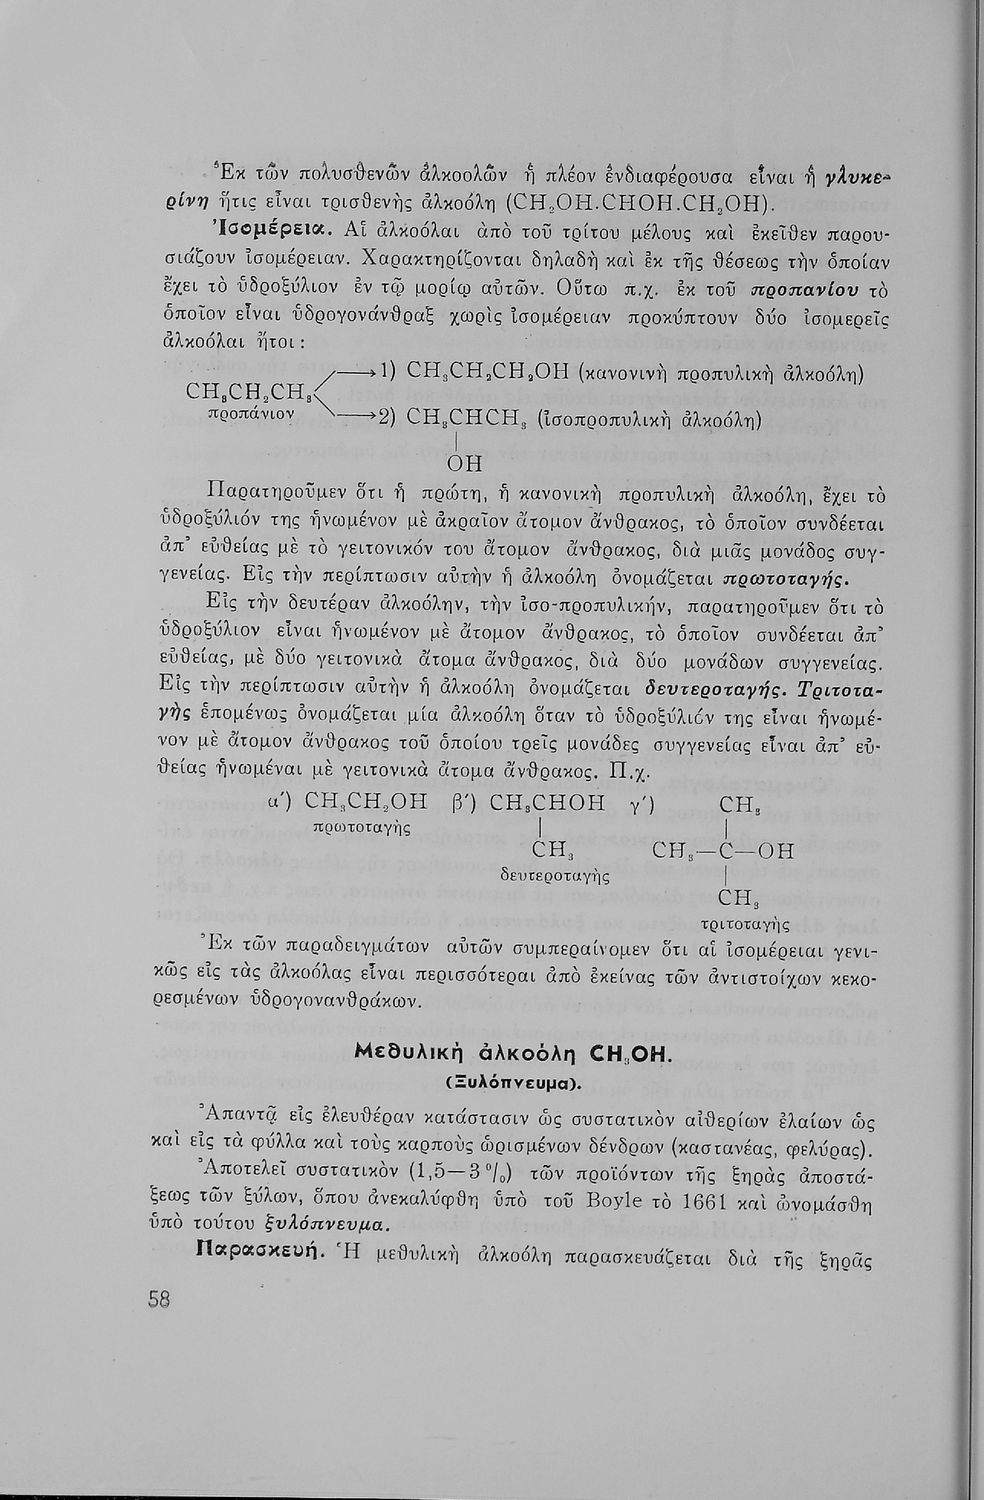 Ἐκ τῶν πολυσθενῶν ἀλκοολῶν ἡ πλέον ἐνδιαφέρουσα εἶναι ἡ γλυκε-
ρίνη ἥτις εἶναι τρισθενὴς ἀλκοόλη (CH₂OH.CHOH.CH₂OH).
Ἰσομέρεια. Αἱ ἀλκοόλαι ἀπὸ τοῦ τρίτου μέλους καὶ ἐκεῖθεν παρου-
σιάζουν ἰσομέρειαν. Χαρακτηρίζονται δηλαδὴ καὶ ἐκ τῆς θέσεως τὴν ὁποίαν
ἔχει τὸ ὑδροξύλιον ἐν τῷ μορίῳ αὐτῶν. Οὕτω π.χ. ἐκ τοῦ προπανίου τὸ
ὁποῖον εἶναι ὑδρογονάνθραξ χωρὶς ἰσομέρειαν προκύπτουν δύο ἰσομερεῖς
ἀλκοόλαι ἤτοι :
1) CH₃CH₂CH₂OH (κανονινὴ προπυλικὴ ἀλκοόλη)
CH₃CH₂CH₃
προπάνιον
2) CH₃CHCH₃ (ἰσοπροπυλικὴ ἀλκοόλη)
OH
Παρατηροῦμεν ὅτι ἡ πρώτη, ἡ κανονικὴ προπυλικὴ ἀλκοόλη, ἔχει τὸ
ὑδροξύλιόν της ἡνωμένον μὲ ἀκραῖον ἄτομον ἄνθρακος, τὸ ὁποῖον συνδέεται
ἀπ' εὐθείας μὲ τὸ γειτονικόν του ἄτομον ἄνθρακος, διὰ μιᾶς μονάδος συγ-
γενείας. Εἰς τὴν περίπτωσιν αὐτὴν ἡ ἀλκοόλη ὀνομάζεται πρωτοταγής.
Εἰς τὴν δευτέραν ἀλκοόλην, τὴν ἰσο-προπυλικήν, παρατηροῦμεν ὅτι τὸ
ὑδροξύλιον εἶναι ἡνωμένον μὲ ἄτομον ἄνθρακος, τὸ ὁποῖον συνδέεται ἀπ'
εὐθείας, μὲ δύο γειτονικὰ ἄτομα ἄνθρακος, διὰ δύο μονάδων συγγενείας.
Εἰς τὴν περίπτωσιν αὐτὴν ἡ ἀλκοόλη ὀνομάζεται δευτεροταγής. Τριτοτα-
γὴς ἑπομένως ὀνομάζεται μία ἀλκοόλη ὅταν τὸ ὑδροξύλιόν της εἶναι ἡνωμέ-
νον μὲ ἄτομον ἄνθρακος τοῦ ὁποίου τρεῖς μονάδες συγγενείας εἶναι ἀπ' εὐ-
θείας ἡνωμέναι μὲ γειτονικὰ ἄτομα ἄνθρακος. Π.χ.
α') CH₃CH₂OH β') CH₃CHOH γ') CH₃
πρωτοταγὴς
CH₃ CH₃—C—OH
δευτεροταγὴς
CH₃
τριτοταγὴς
Ἐκ τῶν παραδειγμάτων αὐτῶν συμπεραίνομεν ὅτι αἱ ἰσομέρειαι γενι-
κῶς εἰς τὰς ἀλκοόλας εἶναι περισσότεραι ἀπὸ ἐκείνας τῶν ἀντιστοίχων κεκο-
ρεσμένων ὑδρογονανθράκων.
Μεθυλικὴ ἀλκοόλη CH₃OH.
(Ξυλόπνευμα).
Ἀπαντᾷ εἰς ἐλευθέραν κατάστασιν ὡς συστατικὸν αἰθερίων ἐλαίων ὡς
καὶ εἰς τὰ φύλλα καὶ τοὺς καρποὺς ὡρισμένων δένδρων (καστανέας, φελύρας).
Ἀποτελεῖ συστατικὸν (1,5—3 %) τῶν προϊόντων τῆς ξηρᾶς ἀποστά-
ξεως τῶν ξύλων, ὅπου ἀνεκαλύφθη ὑπὸ τοῦ Boyle τὸ 1661 καὶ ὠνομάσθη
ὑπὸ τούτου ξυλόπνευμα.
Παρασκευή. Ἡ μεθυλικὴ ἀλκοόλη παρασκευάζεται διὰ τῆς ξηρᾶς
58